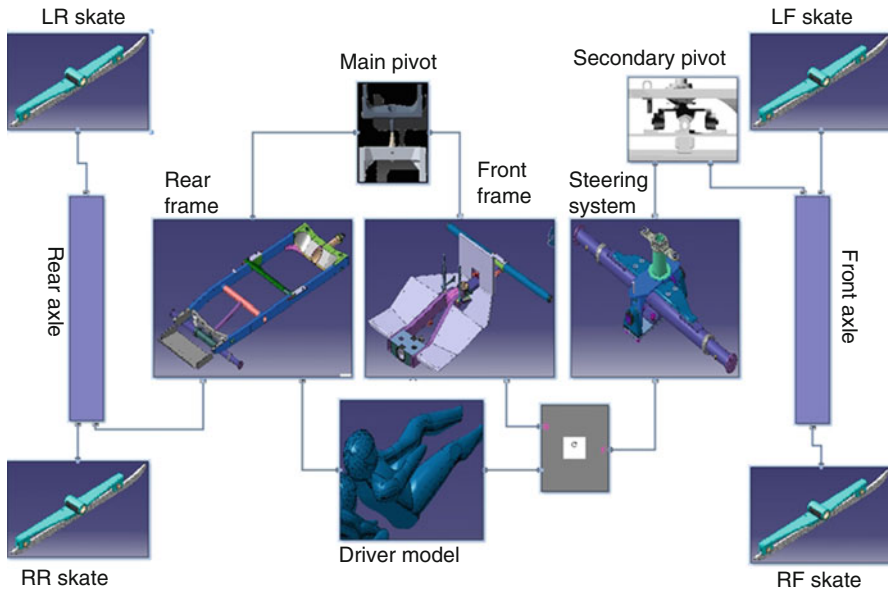 LR skate
LF skate
Main pivot
Secondary pivot
Rear
frame
Front
frame
Steering
system
Rear axle
Front axle
Driver model
RR skate
RF skate